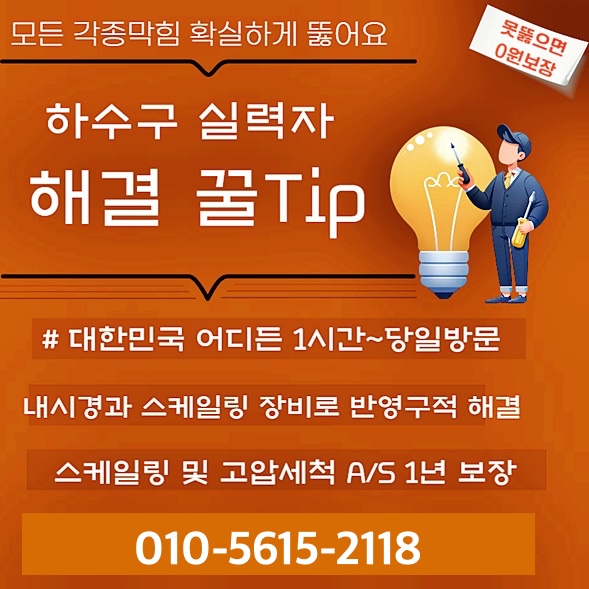 모든 각종막힘 확실하게 뚫어요
못뚫으면
0원보장
하수구 실력자
해결 꿀Tip
# 대한민국 어디든 1시간~당일방문
내시경과 스케일링 장비로 반영구적 해결
스케일링 및 고압세척 A/S 1년 보장
010-5615-2118